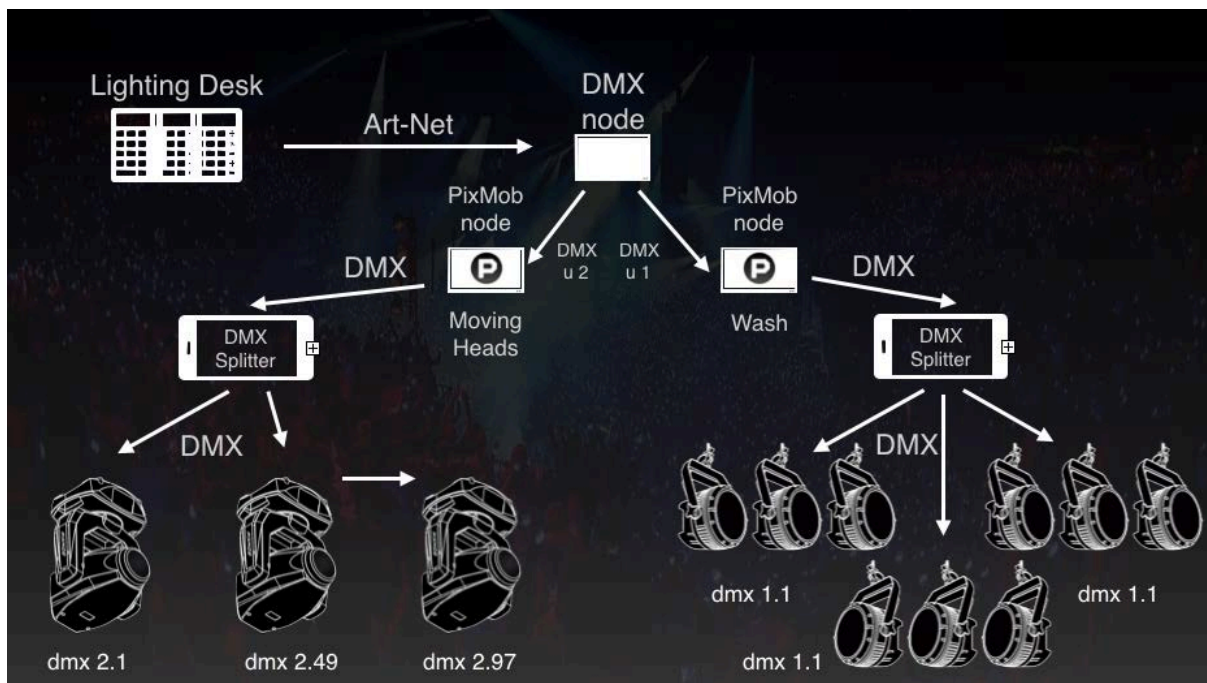 Lighting Desk
Art-Net
DMX
node
PixMob
node
PixMob
node
DMX
u 2
DMX
u 1
DMX
P
P
DMX
Moving
Heads
Wash
DMX
Splitter
DMX
Splitter
DMX
DMX
dmx 1.1
dmx 1.1
dmx 2.1
dmx 2.49
dmx 2.97
dmx 1.1